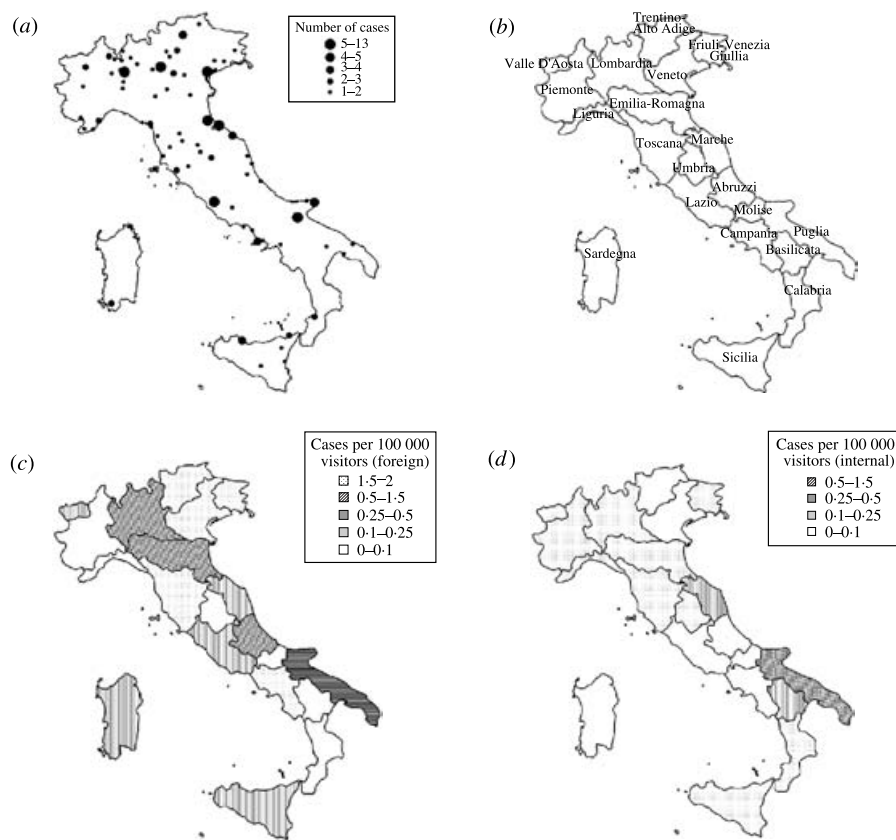 (a)
Number of cases
5–13
4–5
3–4
2–3
1–2
(b)
Trentino-
Alto Adige
Friuli-Venezia
Giullia
Valle D'Aosta
Lombardia
Veneto
Piemonte
Emilia-Romagna
Liguria
Toscana
Marche
Umbria
Abruzzi
Lazio
Molise
Campania
Puglia
Basilicata
Sardegna
Calabria
Sicilia
(c)
Cases per 100 000
visitors (foreign)
1·5–2
0·5–1·5
0·25–0·5
0·1–0·25
0–0·1
(d)
Cases per 100 000
visitors (internal)
0·5–1·5
0·25–0·5
0·1–0·25
0–0·1